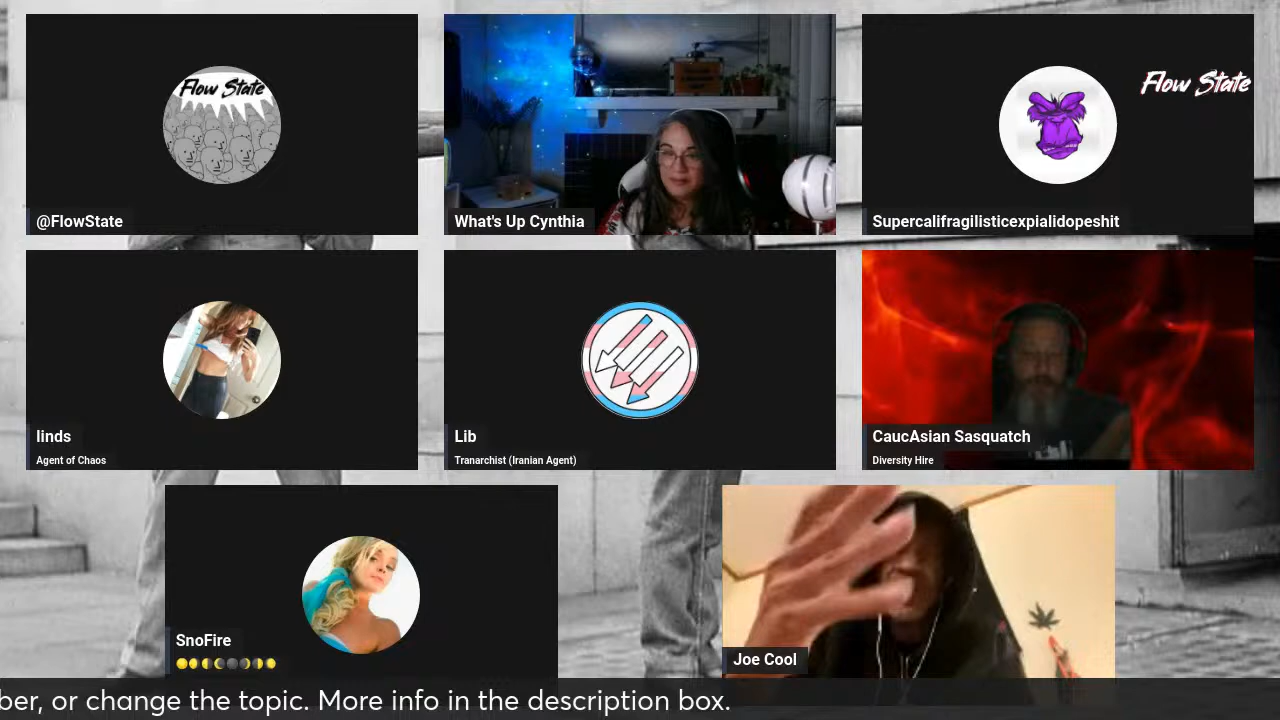 Flow State
Flow State
@FlowState
What's Up Cynthia
Supercalifragilisticexpialidopeshit
linds
Agent of Chaos
Lib
Tranarchist (Iranian Agent)
CaucAsian Sasquatch
Diversity Hire
SnoFire
Joe Cool
ber, or change the topic. More info in the description box.